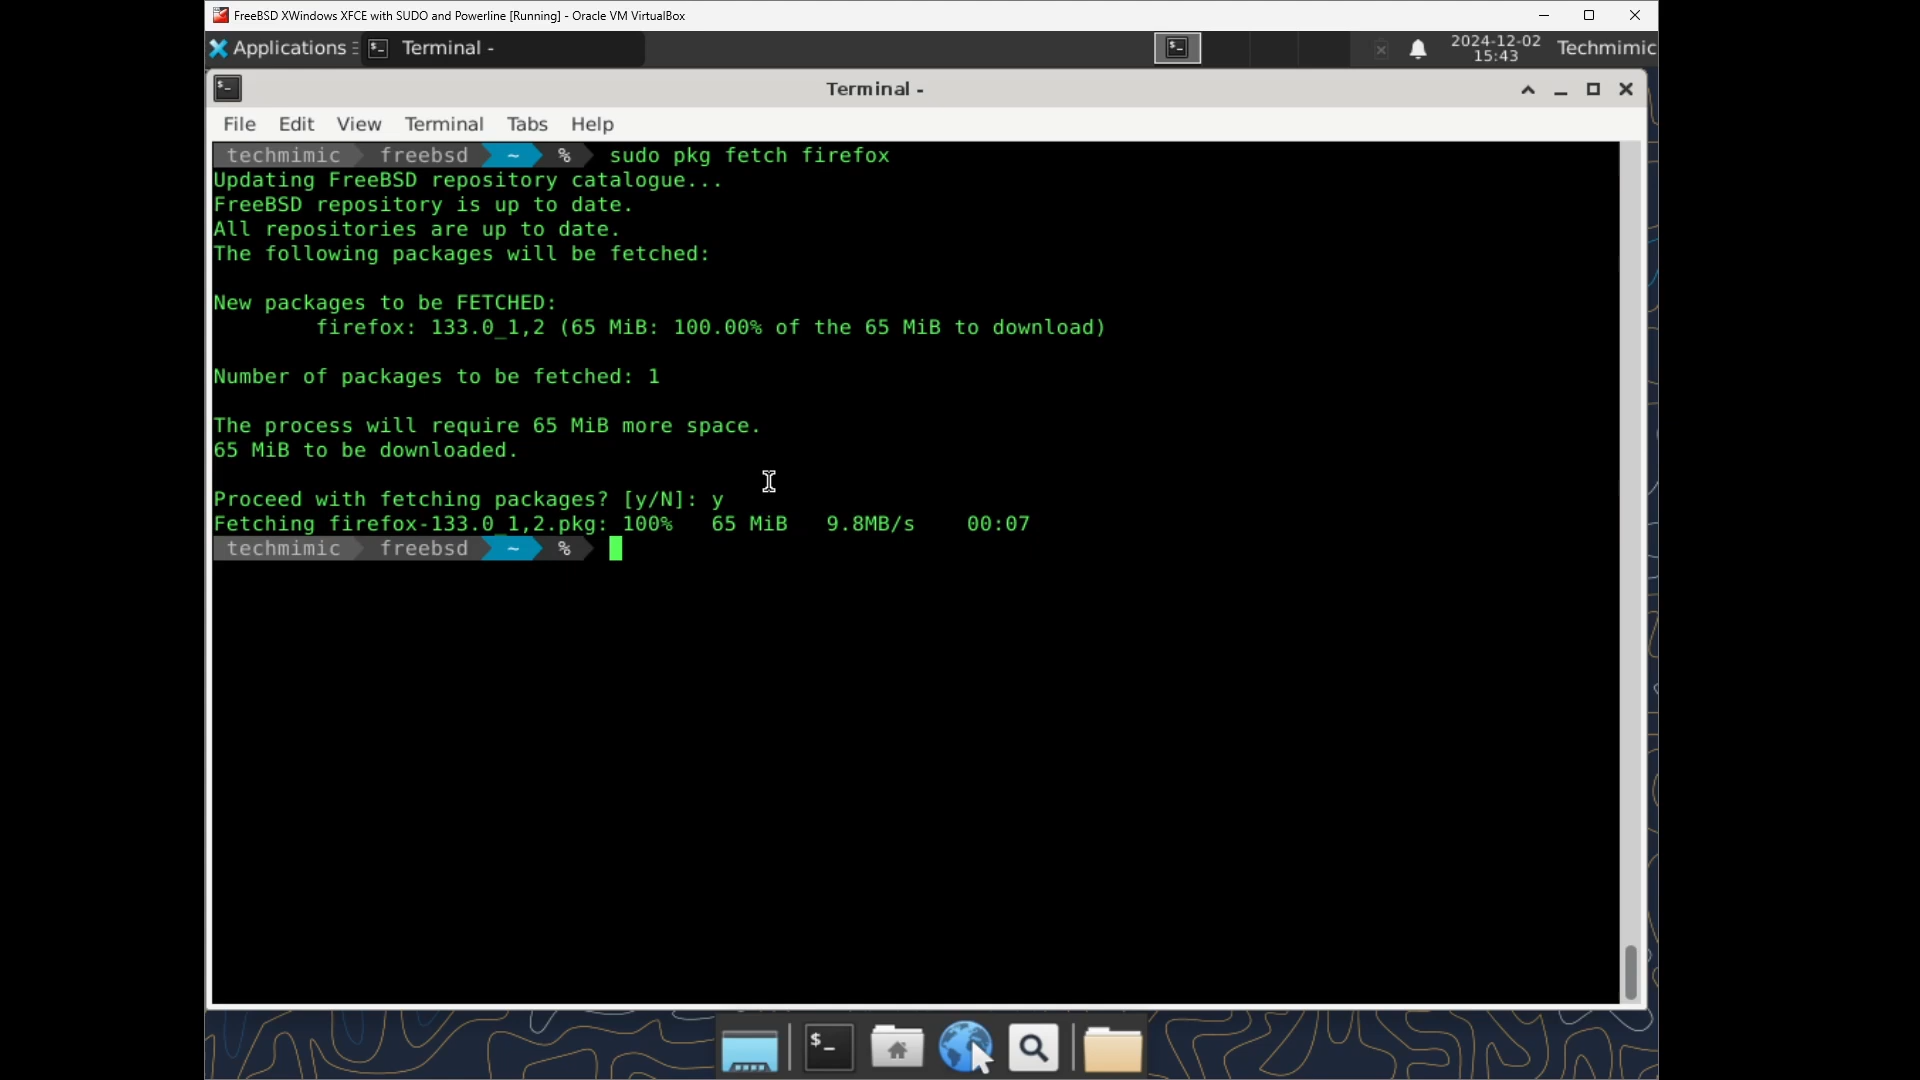 FreeBSD XWindows XFCE with SUDO and Powerline [Running] - Oracle VM VirtualBox
Applications
Terminal -
2024-12-02
15:43
Techmimic
Terminal -
File Edit View Terminal Tabs Help
techmimic freebsd ~ % sudo pkg fetch firefox
Updating FreeBSD repository catalogue...
FreeBSD repository is up to date.
All repositories are up to date.
The following packages will be fetched:
New packages to be FETCHED:
firefox: 133.0_1,2 (65 MiB: 100.00% of the 65 MiB to download)
Number of packages to be fetched: 1
The process will require 65 MiB more space.
65 MiB to be downloaded.
Proceed with fetching packages? [y/N]: y
Fetching firefox-133.0_1,2.pkg: 100% 65 MiB 9.8MB/s 00:07
techmimic freebsd ~ %